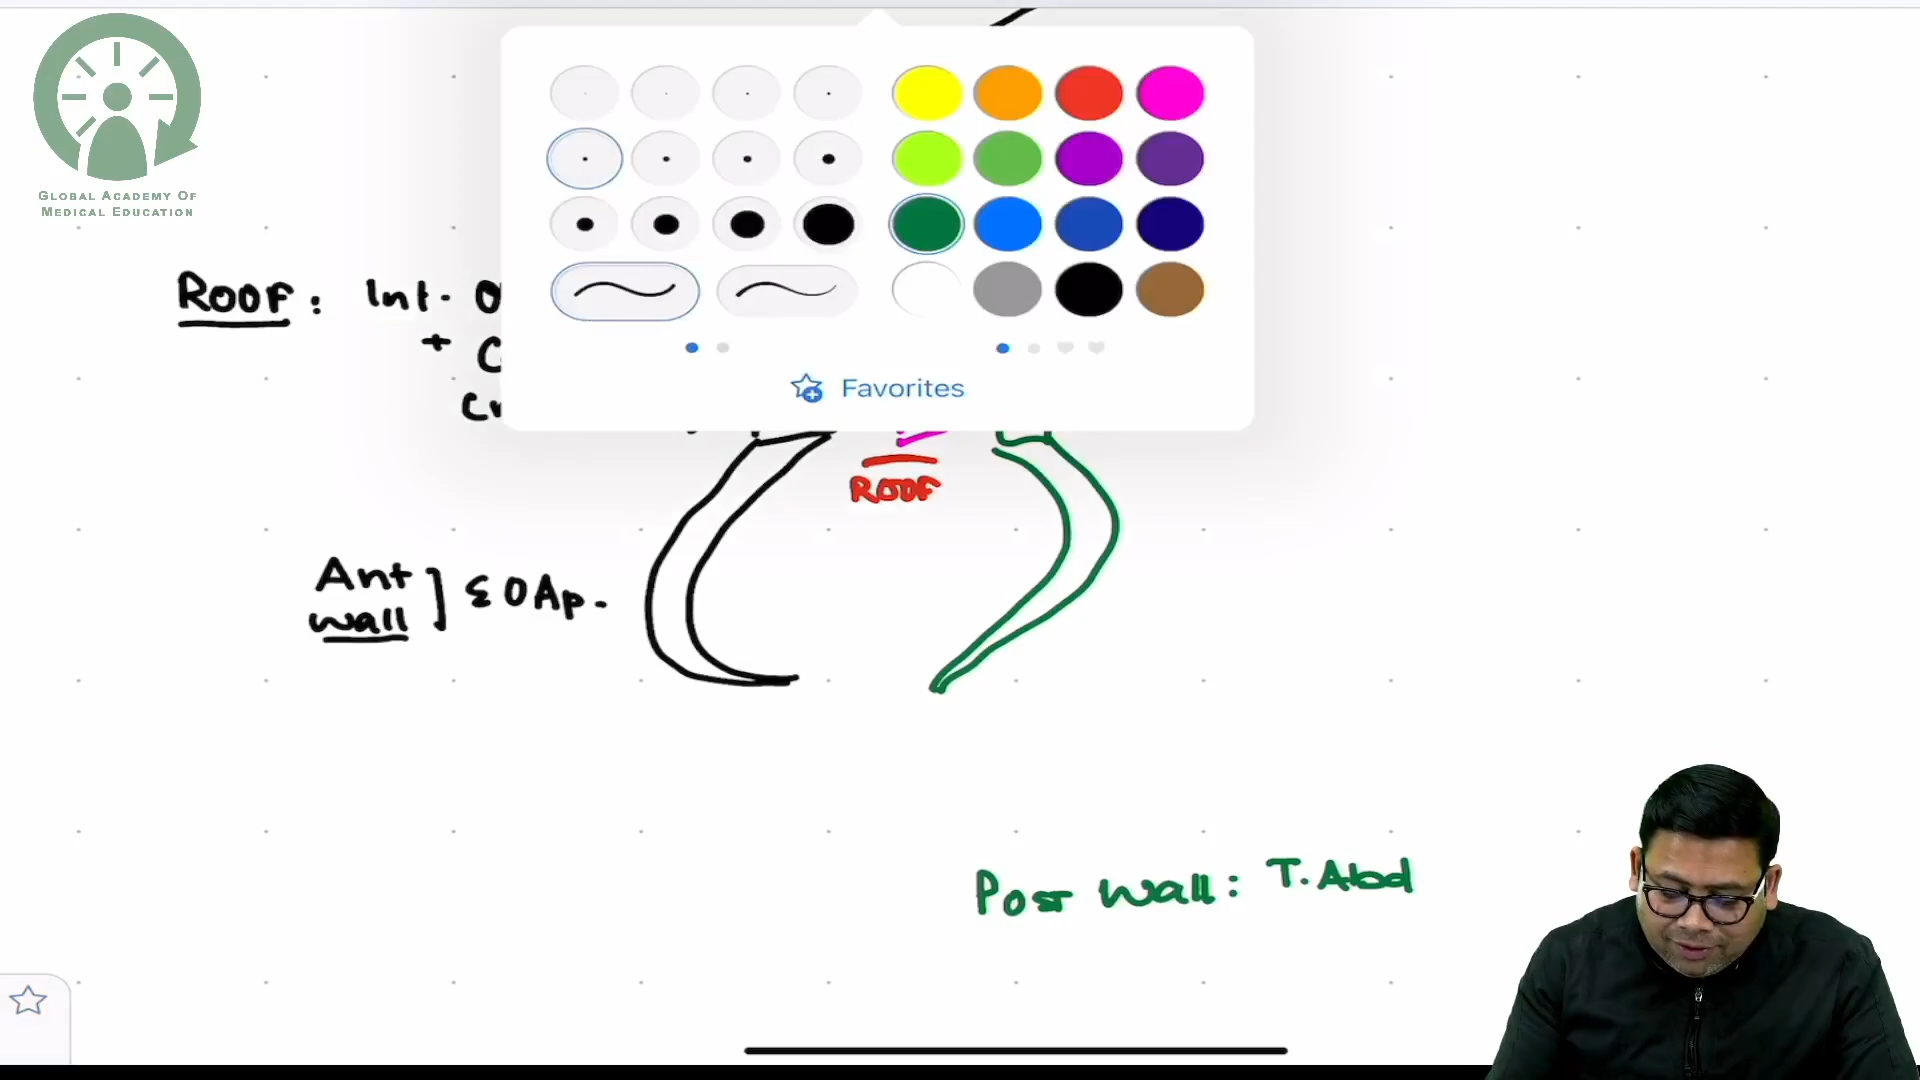 GLOBAL ACADEMY OF
MEDICAL EDUCATION
Favorites
ROOF: Int. O
+ C
Cr
ROOF
Ant
wall ] EOAp.
Post Wall: T. Abd